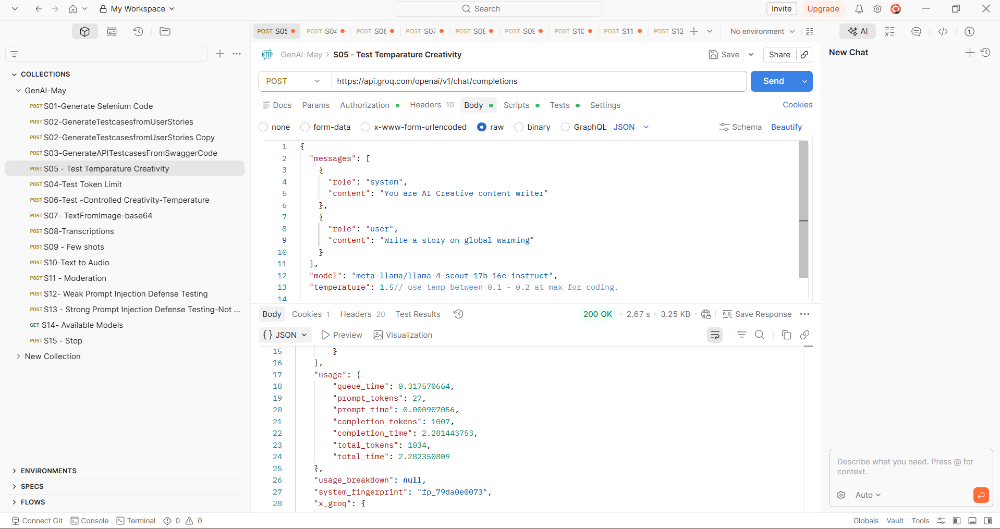 My Workspace
Search
Invite
Upgrade
POST S05
POST S04
POST S06
POST S07
POST S08
POST S09
POST S10
POST S11
POST S12
No environment
AI
GenAI-May > S05 - Test Temparature Creativity
Save
Share
New Chat
COLLECTIONS
GenAI-May
POST S01-Generate Selenium Code
POST S02-GenerateTestcasesfromUserStories
POST S02-GenerateTestcasesfromUserStories Copy
POST S03-GenerateAPITestcasesFromSwaggerCode
POST S05 - Test Temparature Creativity
POST S04-Test Token Limit
POST S06-Test -Controlled Creativity-Temperature
POST S07- TextFromImage-base64
POST S08-Transcriptions
POST S09 - Few shots
POST S10-Text to Audio
POST S11 - Moderation
POST S12- Weak Prompt Injection Defense Testing
POST S13 - Strong Prompt Injection Defense Testing-Not ...
GET S14- Available Models
POST S15 - Stop
New Collection
ENVIRONMENTS
SPECS
FLOWS
HTTP
POST
https://api.groq.com/openai/v1/chat/completions
Send
Docs
Params
Authorization
Headers 10
Body
Scripts
Tests
Settings
Cookies
none
form-data
x-www-form-urlencoded
raw
binary
GraphQL
JSON
Schema
Beautify
1 {
2 "messages": [
3 {
4 "role": "system",
5 "content": "You are AI Creative content writer"
6 },
7 {
8 "role": "user",
9 "content": "Write a story on global warming"
10 }
11 ],
12 "model": "meta-llama/llama-4-scout-17b-16e-instruct",
13 "temperature": 1.5// use temp between 0.1 - 0.2 at max for coding.
14
Body
Cookies 1
Headers 20
Test Results
200 OK
2.67 s
3.25 KB
e.g. Save Response
{} JSON
Preview
Visualization
15 }
16 ],
17 "usage": {
18 "queue_time": 0.317570664,
19 "prompt_tokens": 27,
20 "prompt_time": 0.000907056,
21 "completion_tokens": 1007,
22 "completion_time": 2.281443753,
23 "total_tokens": 1034,
24 "total_time": 2.282350809
25 },
26 "usage_breakdown": null,
27 "system_fingerprint": "fp_79da0e0073",
28 "x_groq": {
Describe what you need. Press @ for
context.
Auto
Connect Git
Console
Terminal
0
0
Globals
Vault
Tools